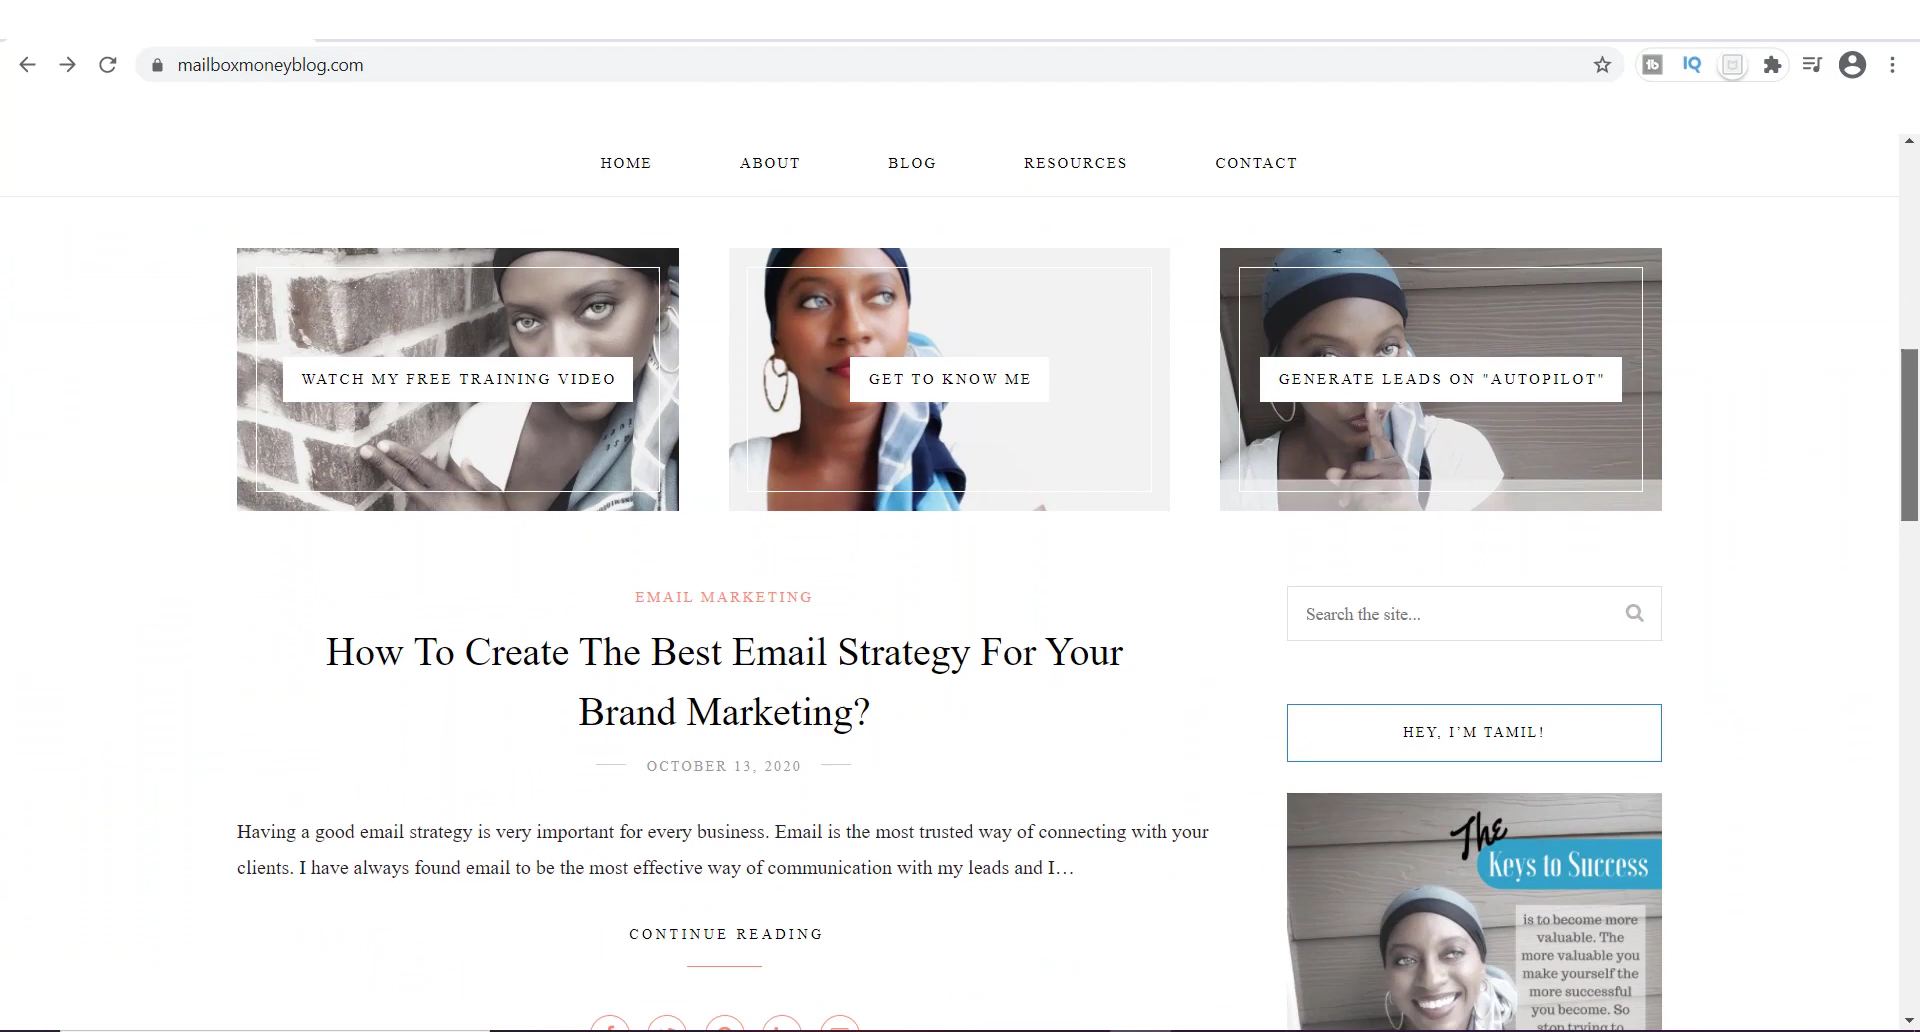 mailboxmoneyblog.com
IQ
HOME ABOUT BLOG RESOURCES CONTACT
WATCH MY FREE TRAINING VIDEO
GET TO KNOW ME
GENERATE LEADS ON "AUTOPILOT"
EMAIL MARKETING
How To Create The Best Email Strategy For Your
Brand Marketing?
OCTOBER 13, 2020
Having a good email strategy is very important for every business. Email is the most trusted way of connecting with your
clients. I have always found email to be the most effective way of communication with my leads and I…
CONTINUE READING
Search the site...
HEY, I’M TAMIL!
The
Keys to Success
is to become more
valuable. The
more valuable you
make yourself the
more successful
you become. So
stop trying to